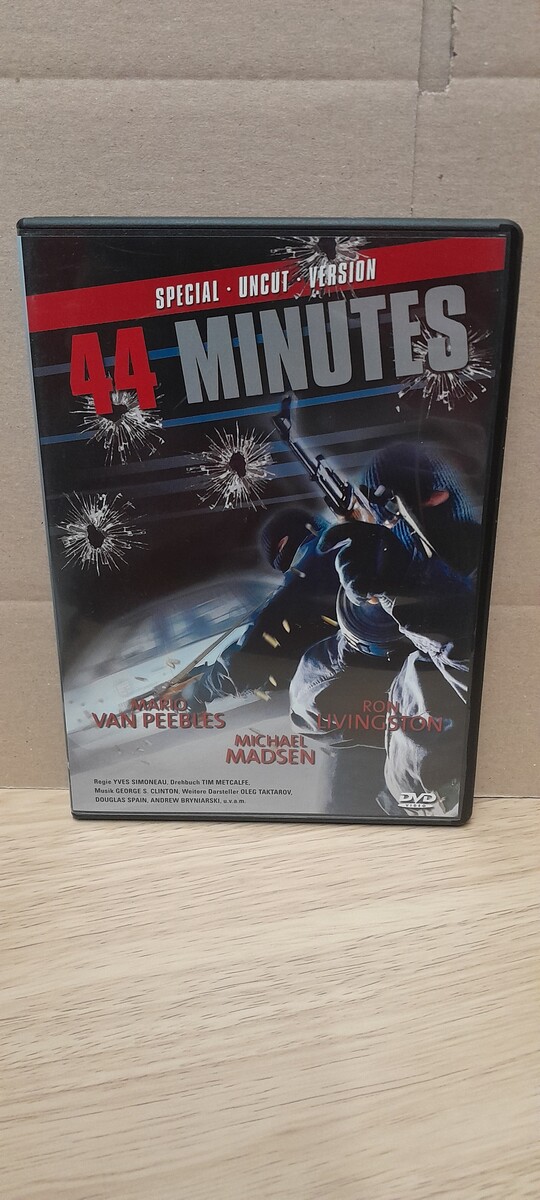 SPECIAL · UNCUT · VERSION
44 MINUTES
MARIO
VAN PEEBLES
RON
LIVINGSTON
MICHAEL
MADSEN
Regie YVES SIMONEAU, Drehbuch TIM METCALFE,
Musik GEORGE S. CLINTON, Weitere Darsteller OLEG TAKTAROV,
DOUGLAS SPAIN, ANDREW BRYNIARSKI, u.v.a.m.
DVD
VIDEO